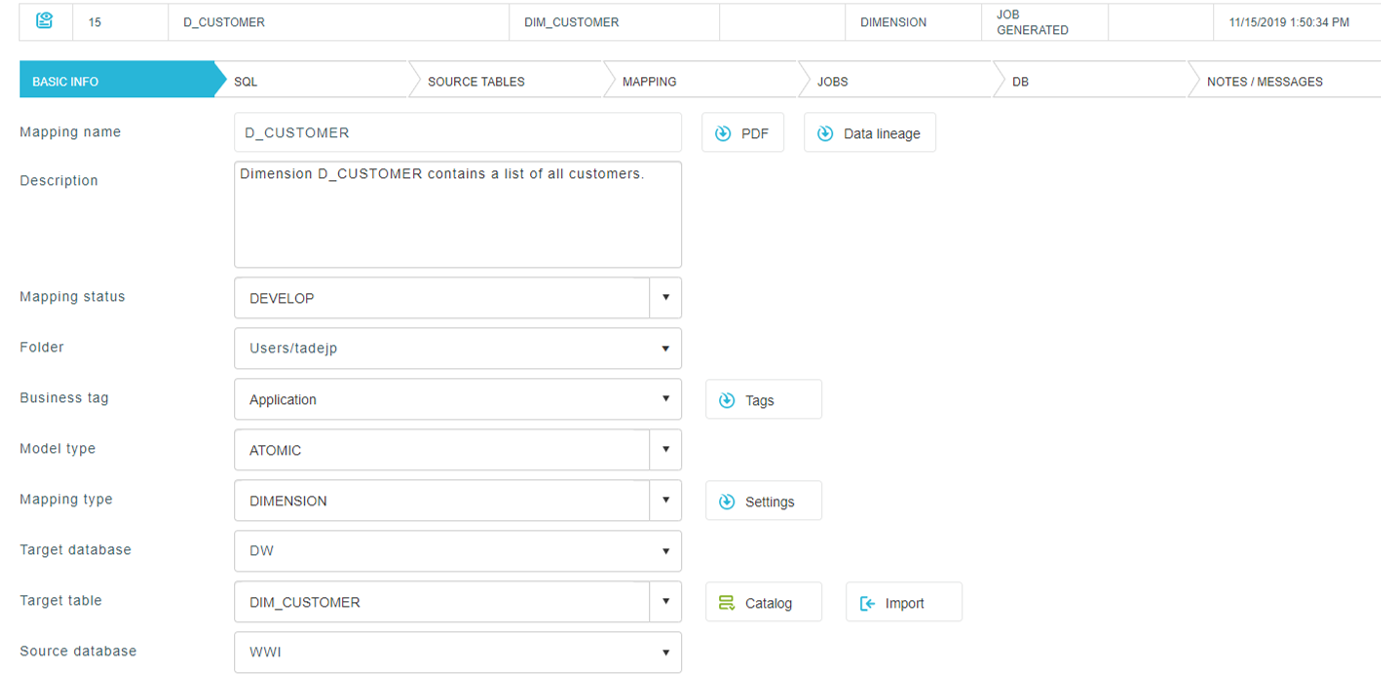 15 D_CUSTOMER DIM_CUSTOMER DIMENSION JOB GENERATED 11/15/2019 1:50:34 PM
BASIC INFO SQL SOURCE TABLES MAPPING JOBS DB NOTES / MESSAGES
Mapping name D_CUSTOMER PDF Data lineage
Description Dimension D_CUSTOMER contains a list of all customers.
Mapping status DEVELOP
Folder Users/tadejp
Business tag Application Tags
Model type ATOMIC
Mapping type DIMENSION Settings
Target database DW
Target table DIM_CUSTOMER Catalog Import
Source database WWI